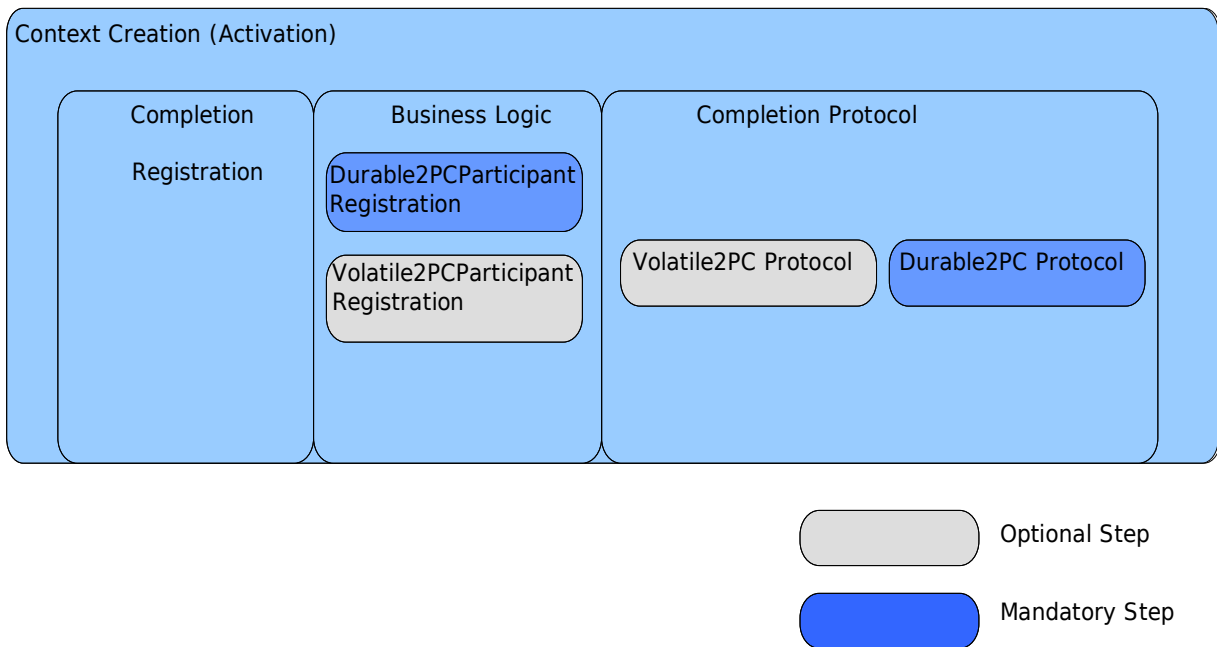 Context Creation (Activation)
Completion
Registration
Business Logic
Durable2PCParticipant
Registration
Volatile2PCParticipant
Registration
Completion Protocol
Volatile2PC Protocol
Durable2PC Protocol
Optional Step
Mandatory Step